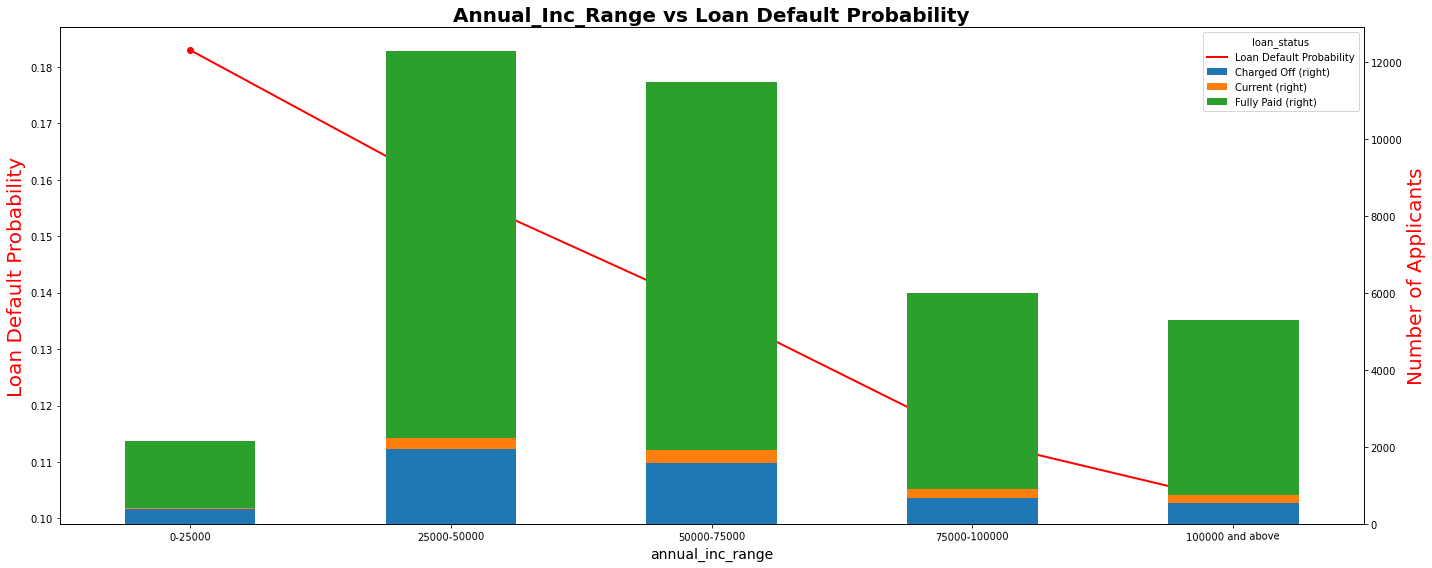 Annual_Inc_Range vs Loan Default Probability
loan_status
Loan Default Probability
Charged Off (right)
Current (right)
Fully Paid (right)
Loan Default Probability
0.18
0.17
0.16
0.15
0.14
0.13
0.12
0.11
0.10
12000
10000
8000
6000
4000
2000
0
Number of Applicants
0-25000
25000-50000
50000-75000
75000-100000
100000 and above
annual_inc_range